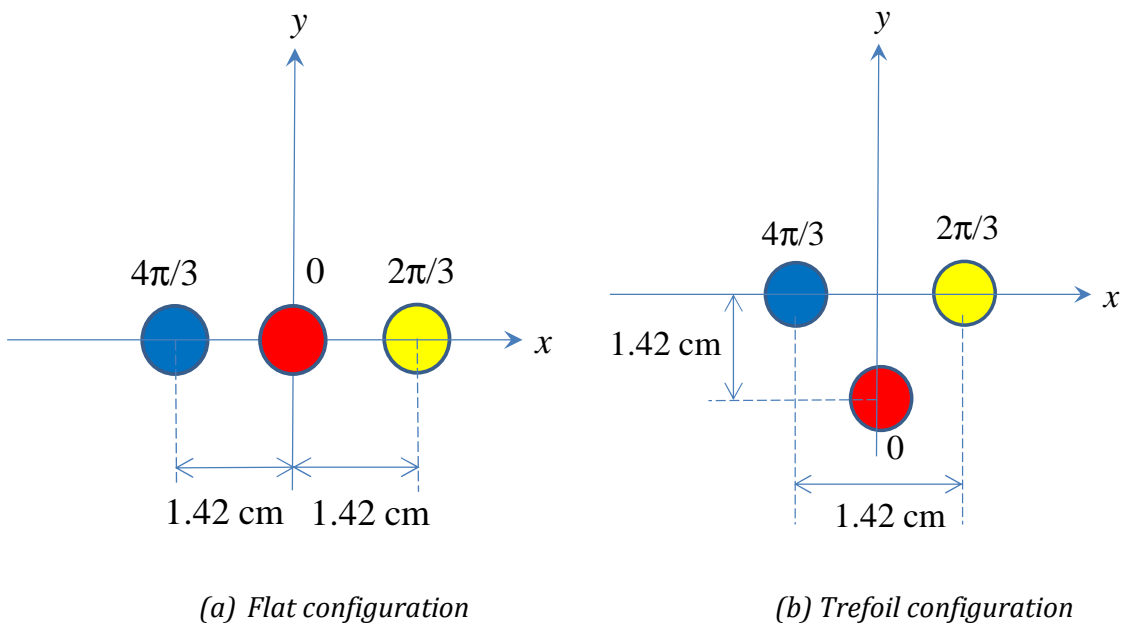 y
4π/3
0
2π/3
x
1.42 cm
1.42 cm
(a) Flat configuration
y
4π/3
2π/3
x
1.42 cm
0
1.42 cm
(b) Trefoil configuration